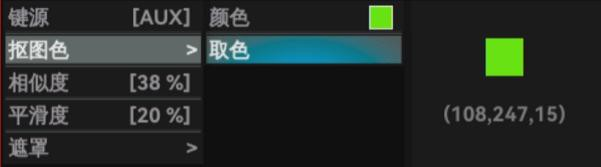 键源 [AUX] 颜色
抠图色 > 取色
相似度 [38 %]
平滑度 [20 %] (108,247,15)
遮罩 >